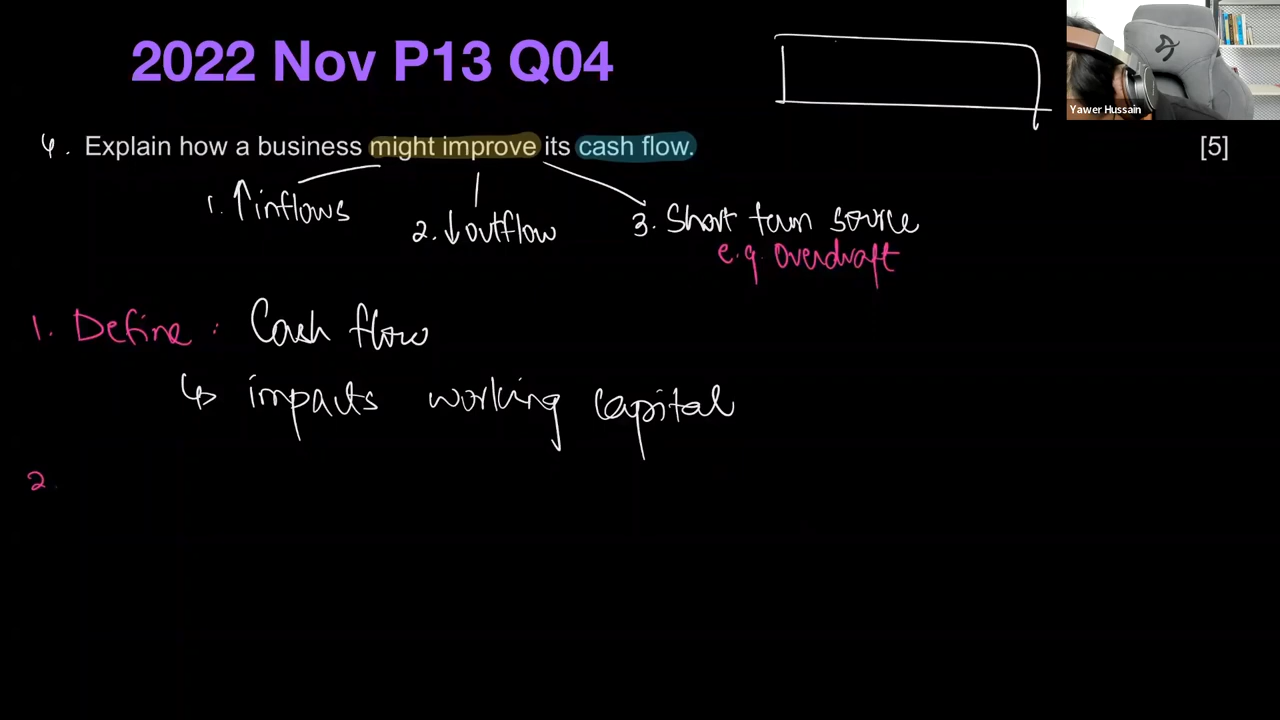 2022 Nov P13 Q04
Yawer Hussain
4. Explain how a business might improve its cash flow. [5]
1. ↑ inflows
2. ↓ outflow
3. Short term source
e.g. Overdraft
1. Define : Cash flow
↳ impacts working capital
2.